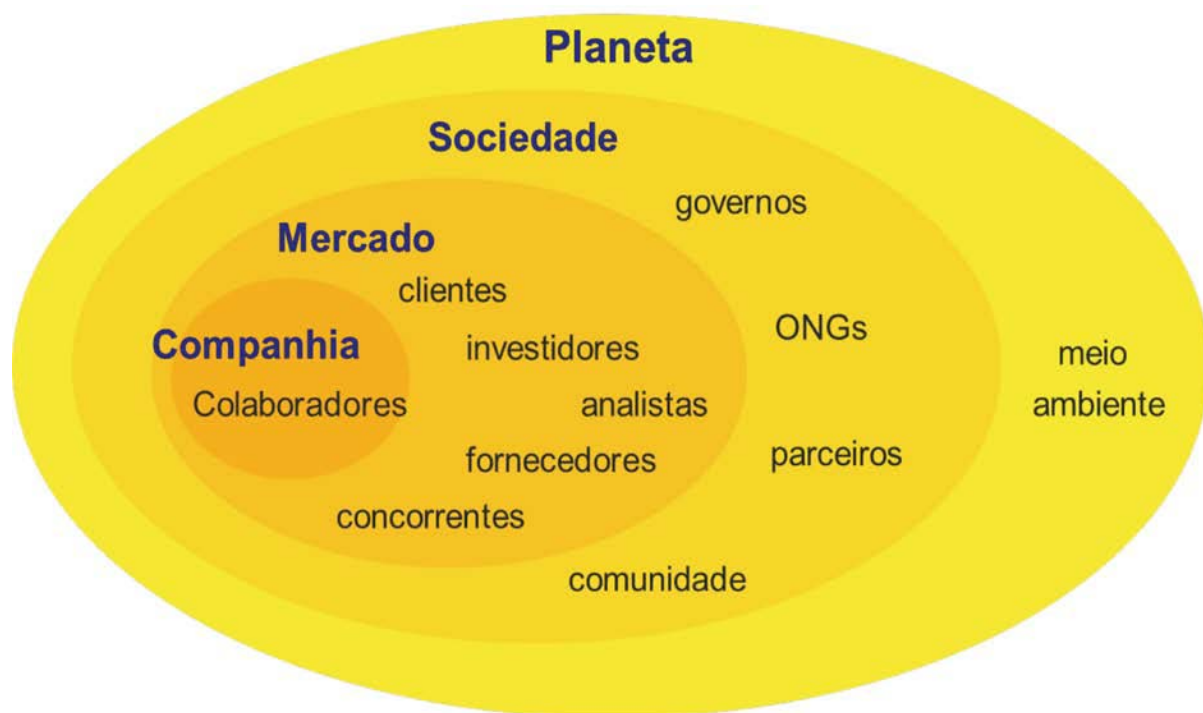 Planeta
Sociedade
governos
Mercado
clientes
ONGs
Companhia
investidores
meio
ambiente
Colaboradores
analistas
fornecedores
parceiros
concorrentes
comunidade